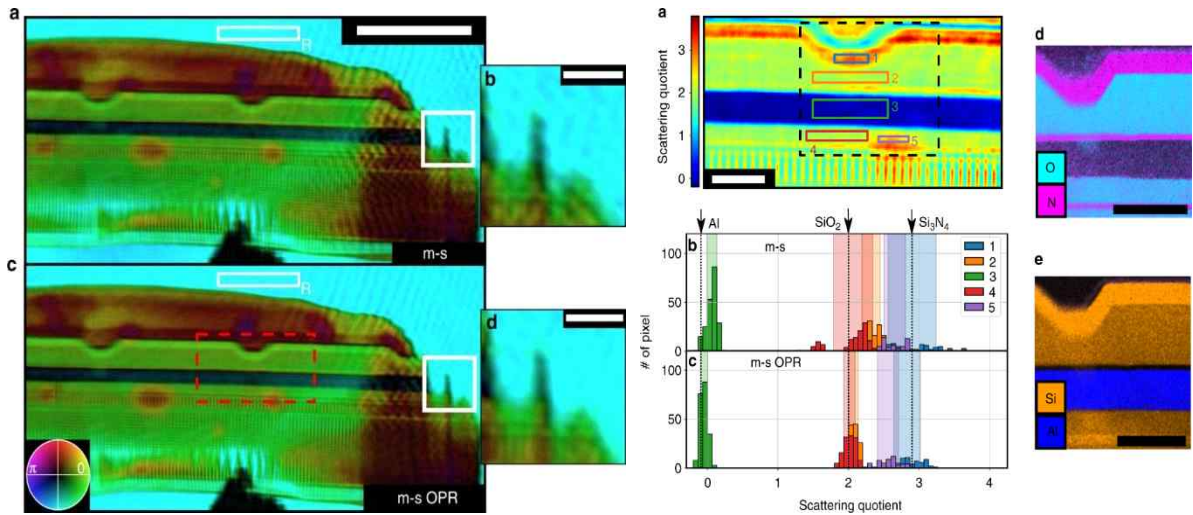 a
R
m-s
b
c
R
π
0
m-s OPR
d
a
Scattering quotient
3
2
1
0
1
2
3
4
5
Al
SiO₂
Si₃N₄
b
m-s
100
50
0
1
2
3
4
5
# of pixel
c
m-s OPR
100
50
0
0
1
2
3
4
Scattering quotient
d
O
N
e
Si
Al